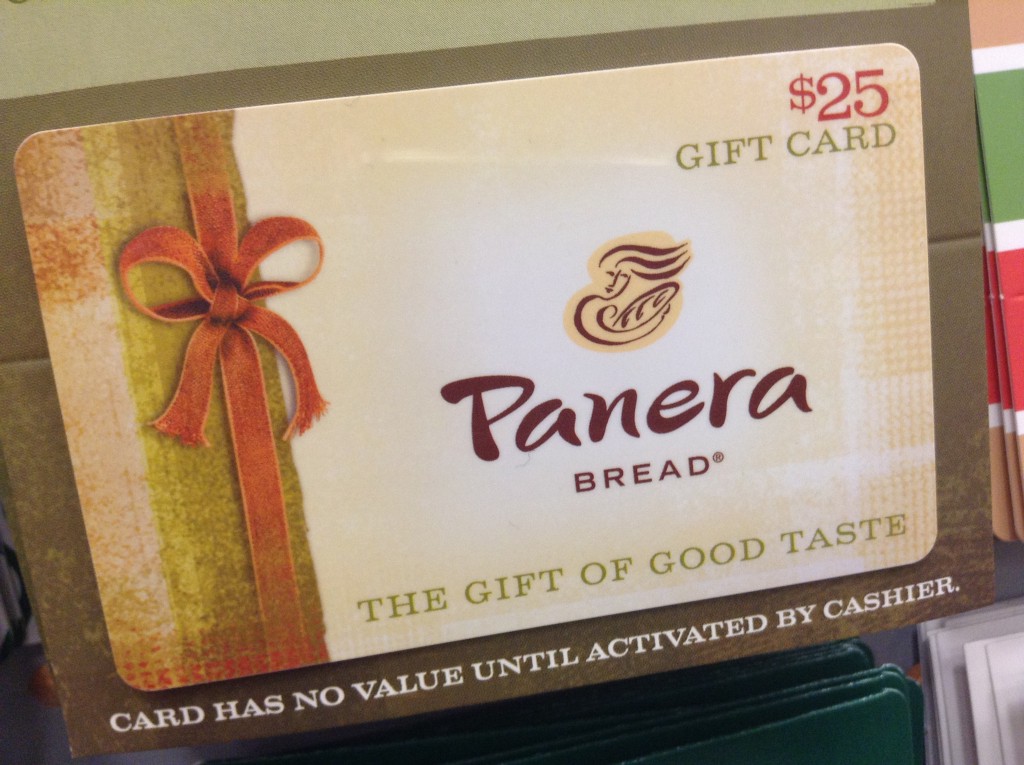 $25
GIFT CARD
Panera
BREAD®
THE GIFT OF GOOD TASTE
CARD HAS NO VALUE UNTIL ACTIVATED BY CASHIER.